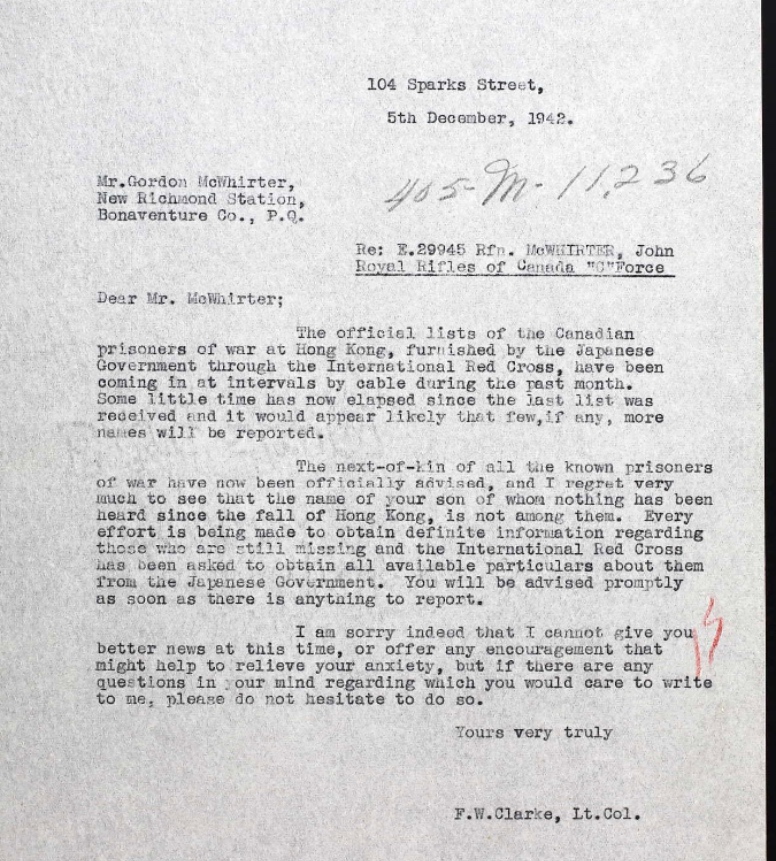 104 Sparks Street,
5th December, 1942.
Mr.Gordon McWhirter,
New Richmond Station,
Bonaventure Co., P.Q.
405-M-11,236
Re: E.29945 Rfn. McWHIRTER, John
Royal Rifles of Canada "C"Force
Dear Mr. McWhirter;
The official lists of the Canadian
prisoners of war at Hong Kong, furnished by the Japanese
Government through the International Red Cross, have been
coming in at intervals by cable during the past month.
Some little time has now elapsed since the last list was
received and it would appear likely that few,if any, more
names will be reported.
The next-of-kin of all the known prisoners
of war have now been officially advised, and I regret very
much to see that the name of your son of whom nothing has been
heard since the fall of Hong Kong, is not among them. Every
effort is being made to obtain definite information regarding
those who are still missing and the International Red Cross
has been asked to obtain all available particulars about them
from the Japanese Government. You will be advised promptly
as soon as there is anything to report.
I am sorry indeed that I cannot give you
better news at this time, or offer any encouragement that
might help to relieve your anxiety, but if there are any
questions in your mind regarding which you would care to write
to me, please do not hesitate to do so.
Yours very truly
F.W.Clarke, Lt.Col.